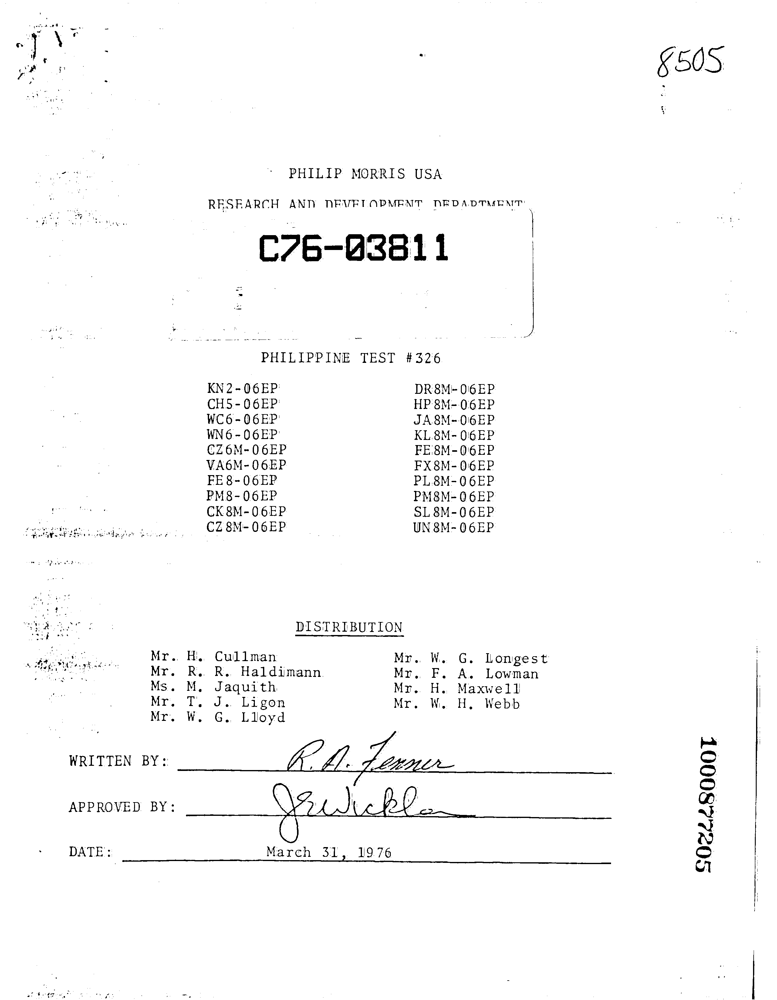 8505
PHILIP MORRIS USA
RESEARCH AND DEVELOPMENT DEPARTMENT
C76-03811
PHILIPPINE TEST #326
KN2-06EP DR8M-06EP
CH5-06EP HP8M-06EP
WC6-06EP JA8M-06EP
WN6-06EP KL8M-06EP
CZ6M-06EP FE8M-06EP
VA6M-06EP FX8M-06EP
FE8-06EP PL8M-06EP
PM8-06EP PM8M-06EP
CK8M-06EP SL8M-06EP
CZ8M-06EP UN8M-06EP
DISTRIBUTION
Mr. H. Cullman Mr. W. G. Longest
Mr. R. R. Haldimann Mr. F. A. Lowman
Ms. M. Jaquith Mr. H. Maxwell
Mr. T. J. Ligon Mr. W. H. Webb
Mr. W. G. Lloyd
WRITTEN BY: R. A. Fenner
APPROVED BY:
DATE: March 31, 1976
1000877205